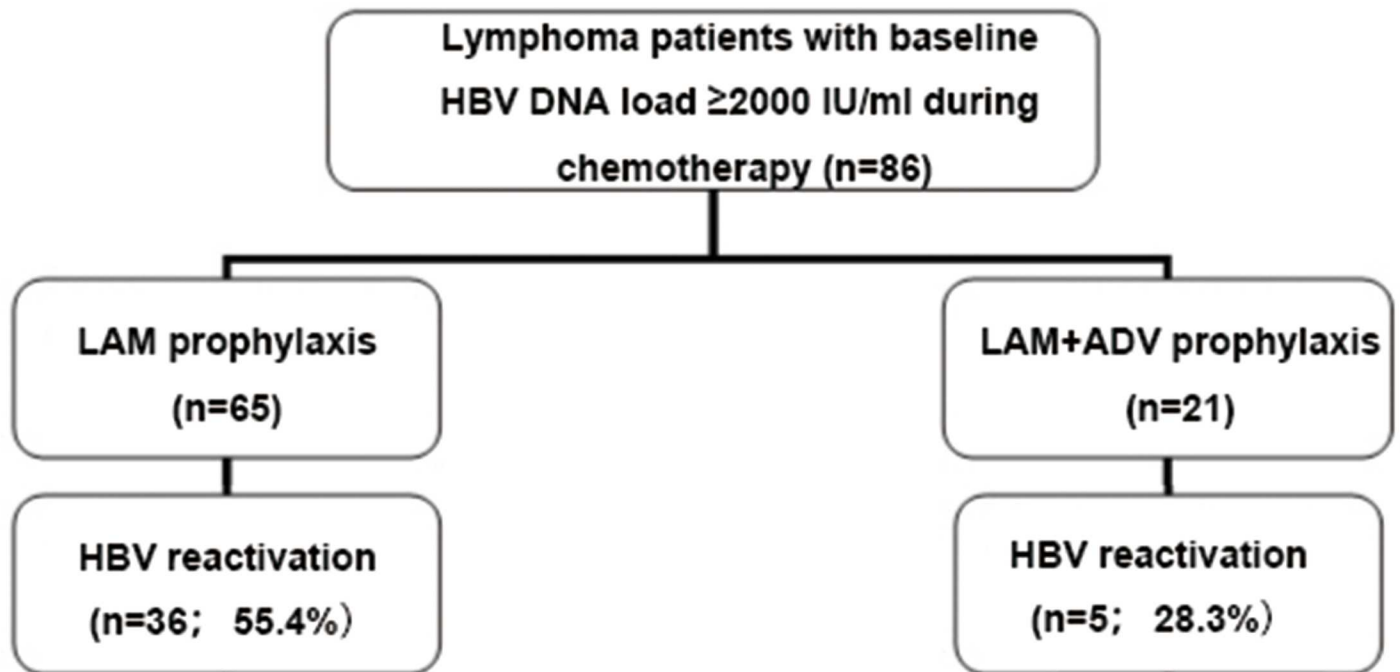 Lymphoma patients with baseline
HBV DNA load ≥2000 IU/ml during
chemotherapy (n=86)
LAM prophylaxis
(n=65)
LAM+ADV prophylaxis
(n=21)
HBV reactivation
(n=36； 55.4%）
HBV reactivation
(n=5； 28.3%）